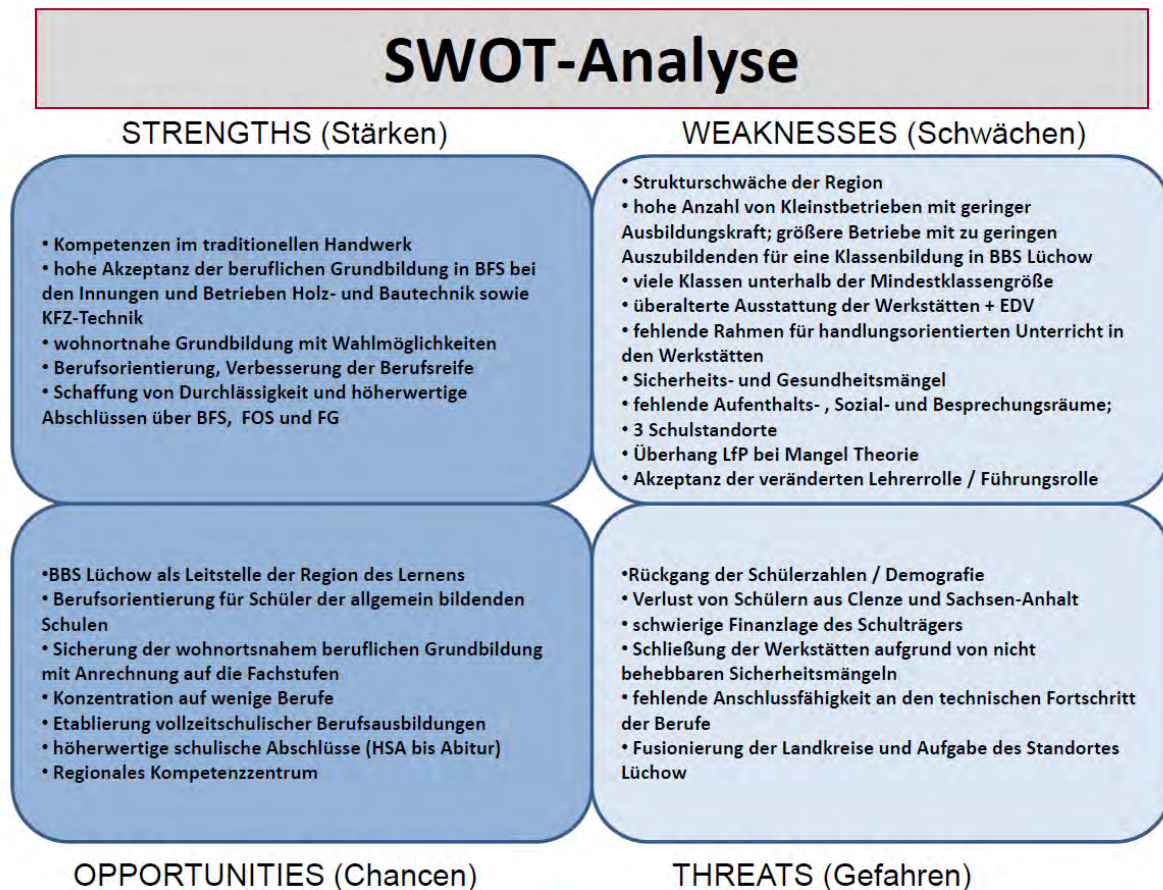 SWOT-Analyse
STRENGTHS (Stärken)
• Kompetenzen im traditionellen Handwerk
• hohe Akzeptanz der beruflichen Grundbildung in BFS bei
den Innungen und Betrieben Holz- und Bautechnik sowie
KFZ-Technik
• wohnortnahe Grundbildung mit Wahlmöglichkeiten
• Berufsorientierung, Verbesserung der Berufsreife
• Schaffung von Durchlässigkeit und höherwertige
Abschlüssen über BFS, FOS und FG
WEAKNESSES (Schwächen)
• Strukturschwäche der Region
• hohe Anzahl von Kleinstbetrieben mit geringer
Ausbildungskraft; größere Betriebe mit zu geringen
Auszubildenden für eine Klassenbildung in BBS Lüchow
• viele Klassen unterhalb der Mindestklassengröße
• überalterte Ausstattung der Werkstätten + EDV
• fehlende Rahmen für handlungsorientierten Unterricht in
den Werkstätten
• Sicherheits- und Gesundheitsmängel
• fehlende Aufenthalts- , Sozial- und Besprechungsräume;
• 3 Schulstandorte
• Überhang LfP bei Mangel Theorie
• Akzeptanz der veränderten Lehrerrolle / Führungsrolle
•BBS Lüchow als Leitstelle der Region des Lernens
• Berufsorientierung für Schüler der allgemein bildenden
Schulen
• Sicherung der wohnortsnahem beruflichen Grundbildung
mit Anrechnung auf die Fachstufen
• Konzentration auf wenige Berufe
• Etablierung vollzeitschulischer Berufsausbildungen
• höherwertige schulische Abschlüsse (HSA bis Abitur)
• Regionales Kompetenzzentrum
OPPORTUNITIES (Chancen)
•Rückgang der Schülerzahlen / Demografie
• Verlust von Schülern aus Clenze und Sachsen-Anhalt
• schwierige Finanzlage des Schulträgers
• Schließung der Werkstätten aufgrund von nicht
behebbaren Sicherheitsmängeln
• fehlende Anschlussfähigkeit an den technischen Fortschritt
der Berufe
• Fusionierung der Landkreise und Aufgabe des Standortes
Lüchow
THREATS (Gefahren)